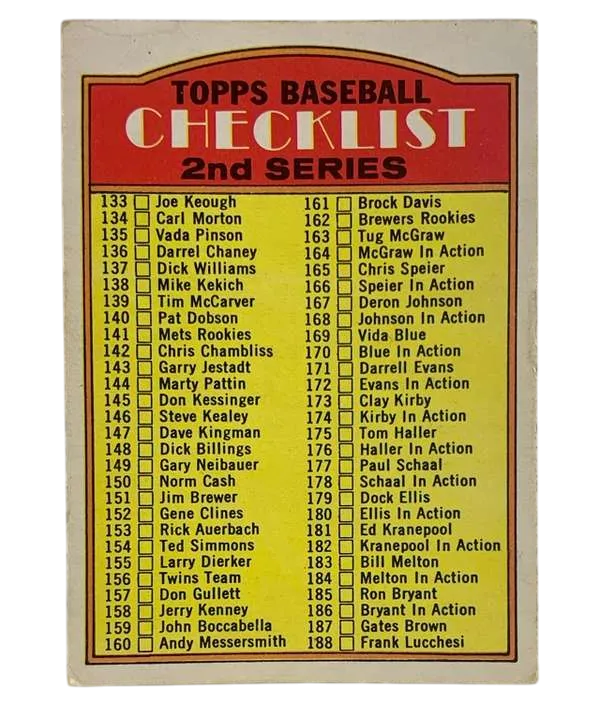 TOPPS BASEBALL
CHECKLIST
2nd SERIES
133 Joe Keough
134 Carl Morton
135 Vada Pinson
136 Darrel Chaney
137 Dick Williams
138 Mike Kekich
139 Tim McCarver
140 Pat Dobson
141 Mets Rookies
142 Chris Chambliss
143 Garry Jestadt
144 Marty Pattin
145 Don Kessinger
146 Steve Kealey
147 Dave Kingman
148 Dick Billings
149 Gary Neibauer
150 Norm Cash
151 Jim Brewer
152 Gene Clines
153 Rick Auerbach
154 Ted Simmons
155 Larry Dierker
156 Twins Team
157 Don Gullett
158 Jerry Kenney
159 John Boccabella
160 Andy Messersmith
161 Brock Davis
162 Brewers Rookies
163 Tug McGraw
164 McGraw In Action
165 Chris Speier
166 Speier In Action
167 Deron Johnson
168 Johnson In Action
169 Vida Blue
170 Blue In Action
171 Darrell Evans
172 Evans In Action
173 Clay Kirby
174 Kirby In Action
175 Tom Haller
176 Haller In Action
177 Paul Schaal
178 Schaal In Action
179 Dock Ellis
180 Ellis In Action
181 Ed Kranepool
182 Kranepool In Action
183 Bill Melton
184 Melton In Action
185 Ron Bryant
186 Bryant In Action
187 Gates Brown
188 Frank Lucchesi